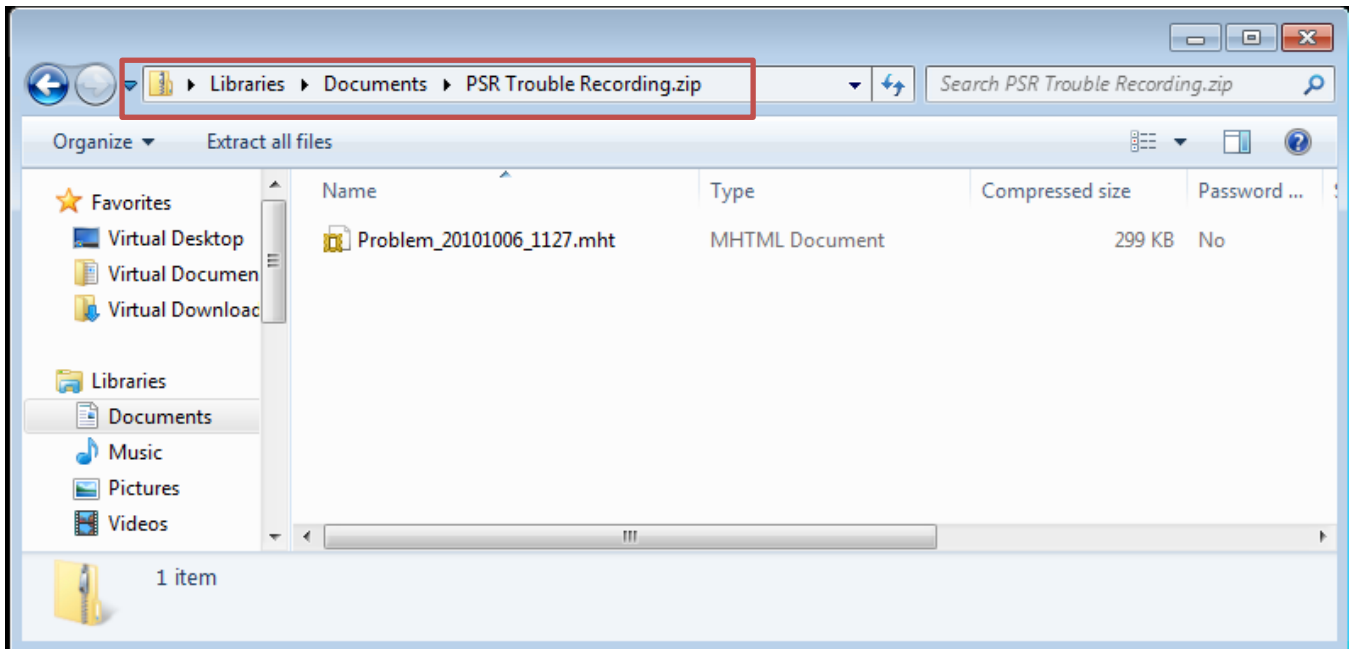 Libraries Documents PSR Trouble Recording.zip Search PSR Trouble Recording.zip
Organize Extract all files
Name Type Compressed size Password ...
Favorites
Virtual Desktop
Virtual Documen
Virtual Downloac
Problem_20101006_1127.mht MHTML Document 299 KB No
Libraries
Documents
Music
Pictures
Videos
1 item